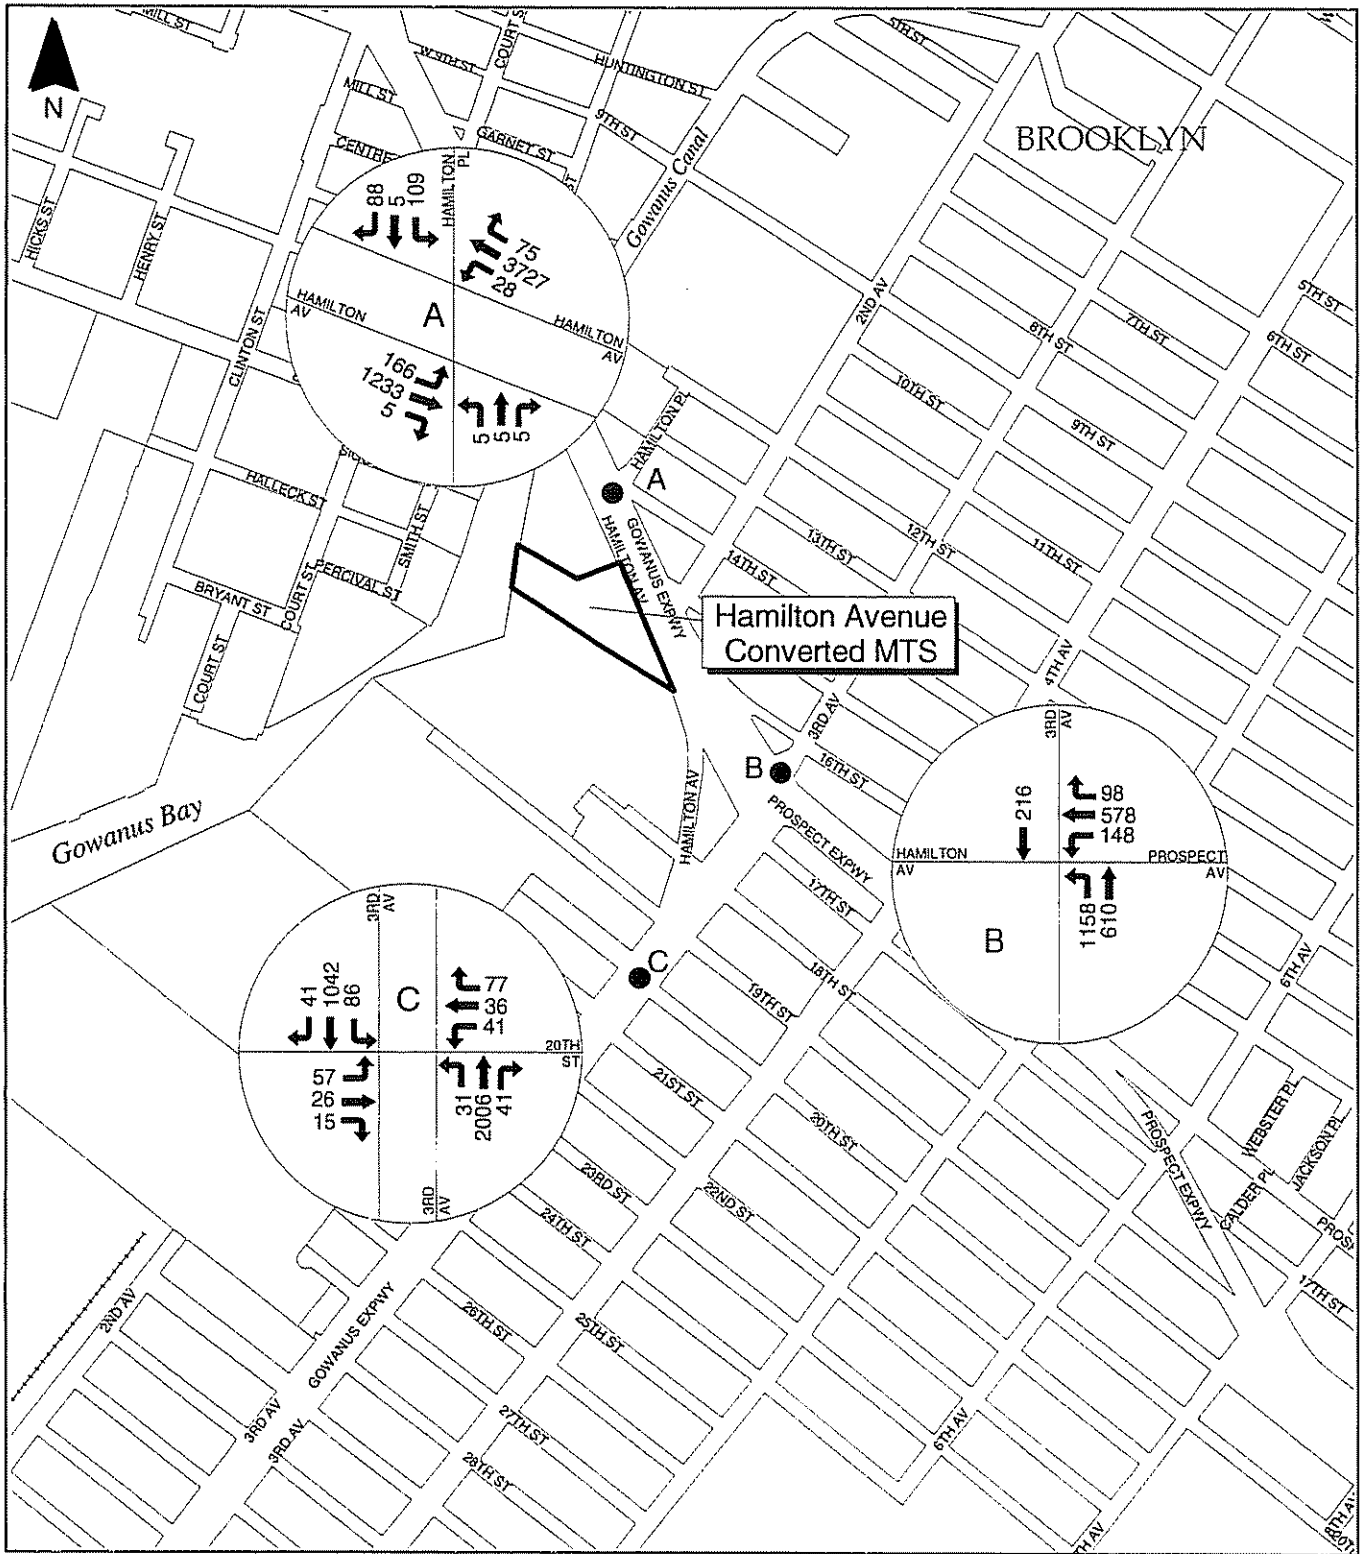 MILL ST
N
HICKS ST
HENRY ST
W 9TH ST
COURT ST
HUNTINGTON ST
MILL ST
9TH ST
CENTRE
GARNET ST
5TH ST
BROOKLYN
Gowanus Canal
HAMILTON
PL
88
5
109
75
3727
28
HAMILTON
AV
A
HAMILTON
AV
166
1233
5
5
5
5
CLINTON ST
2ND AV
5TH ST
6TH ST
7TH ST
8TH ST
10TH ST
9TH ST
HAMILTON PL
A
HALLECK ST
SMITH ST
PERCIVAL ST
BRYANT ST
COURT ST
COURT ST
HAMILTON AV
GOWANUS EXPWY
14TH ST
13TH ST
12TH ST
11TH ST
Hamilton Avenue
Converted MTS
4TH AV
3RD AV
16TH ST
B
HAMILTON AV
PROSPECT EXPWY
17TH ST
Gowanus Bay
3RD
AV
216
98
578
148
HAMILTON
AV
PROSPECT
AV
1158
610
B
6TH AV
C
18TH ST
19TH ST
3RD
AV
41
1042
86
C
77
36
41
20TH
ST
57
26
15
31
2006
41
3RD
AV
21ST ST
20TH ST
23RD ST
22ND ST
24TH ST
PROSPECT EXPWY
WEBSTER PL
JACKSON PL
CALDER PL
17TH ST
2ND AV
GOWANUS EXPWY
26TH ST
25TH ST
3RD AV
3RD AV
27TH ST
28TH ST
6TH AV
8TH AV